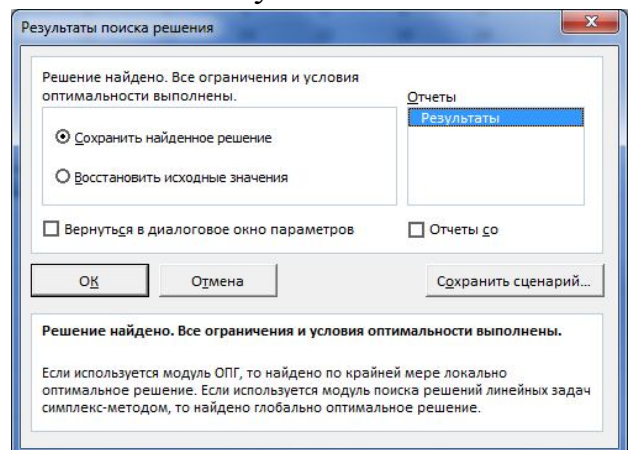 Результаты поиска решения
Решение найдено. Все ограничения и условия
оптимальности выполнены.
Отчеты
Результаты
Сохранить найденное решение
Восстановить исходные значения
Вернуться в диалоговое окно параметров
Отчеты со
ОК
Отмена
Сохранить сценарий...
Решение найдено. Все ограничения и условия оптимальности выполнены.
Если используется модуль ОПГ, то найдено по крайней мере локально
оптимальное решение. Если используется модуль поиска решений линейных задач
симплекс-методом, то найдено глобально оптимальное решение.